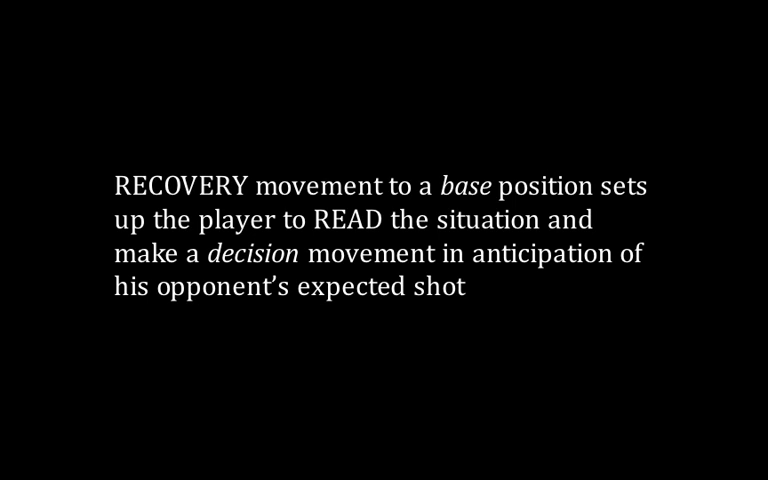 RECOVERY movement to a base position sets
up the player to READ the situation and
make a decision movement in anticipation of
his opponent’s expected shot